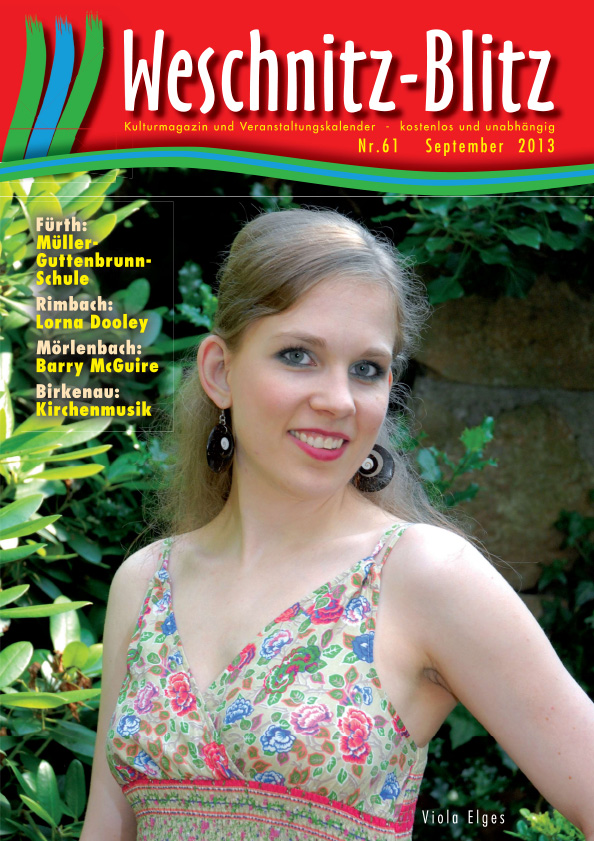 Weschnitz-Blitz
Kulturmagazin und Veranstaltungskalender - kostenlos und unabhängig
Nr.61 September 2013
Fürth:
Müller-
Guttenbrunn-
Schule
Rimbach:
Lorna Dooley
Mörlenbach:
Barry McGuire
Birkenau:
Kirchenmusik
Viola Elges